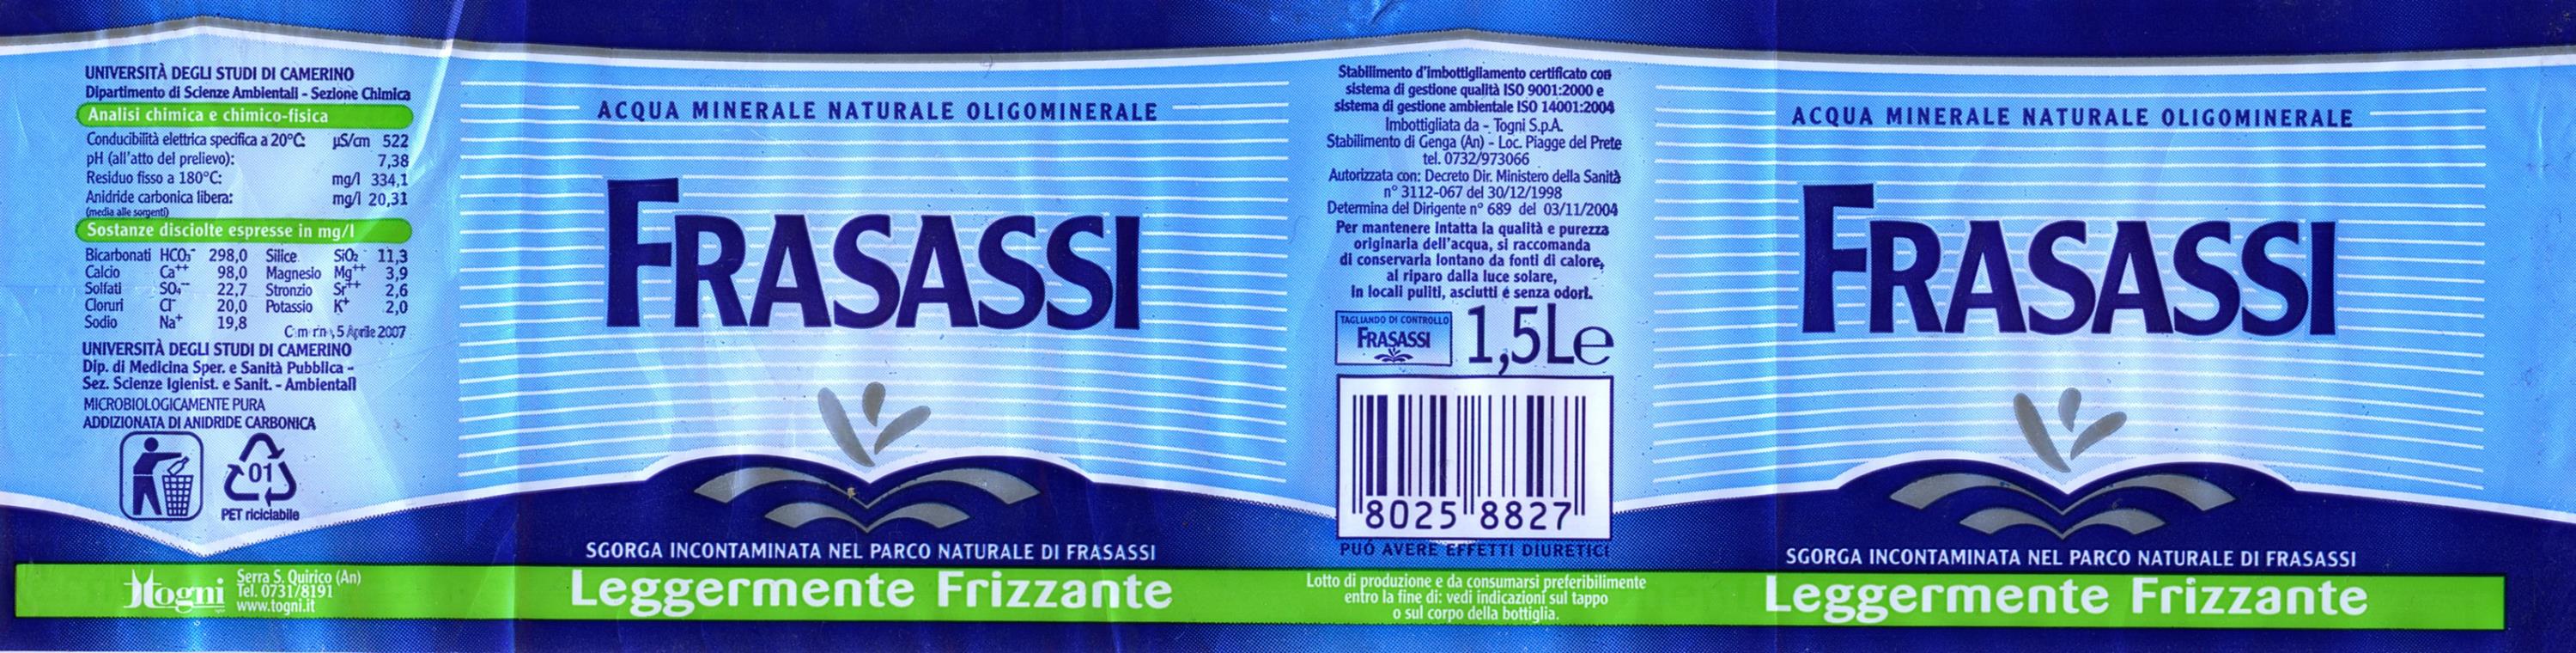 UNIVERSITÀ DEGLI STUDI DI CAMERINO
Dipartimento di Scienze Ambientali - Sezione Chimica
Analisi chimica e chimico-fisica
Conducibilità elettrica specifica a 20°C: µS/cm 522
pH (all'atto del prelievo): 7,38
Residuo fisso a 180°C: mg/l 334,1
Anidride carbonica libera: mg/l 20,31
(media alle sorgenti)
Sostanze disciolte espresse in mg/l
Bicarbonati HCO₃⁻ 298,0 Silice SiO₂ 11,3
Calcio Ca⁺⁺ 98,0 Magnesio Mg⁺⁺ 3,9
Solfati SO₄⁻⁻ 22,7 Stronzio Sr⁺⁺ 2,6
Cloruri Cl⁻ 20,0 Potassio K⁺ 2,0
Sodio Na⁺ 19,8
5 Aprile 2007
UNIVERSITÀ DEGLI STUDI DI CAMERINO
Dip. di Medicina Sper. e Sanità Pubblica -
Sez. Scienze Igienist. e Sanit. - Ambientali
MICROBIOLOGICAMENTE PURA
ADDIZIONATA DI ANIDRIDE CARBONICA
01
PET riciclabile
togni
Serra S. Quirico (An)
Tel. 0731/8191
www.togni.it
ACQUA MINERALE NATURALE OLIGOMINERALE
FRASASSI
SGORGA INCONTAMINATA NEL PARCO NATURALE DI FRASASSI
Leggermente Frizzante
Stabilimento d'imbottigliamento certificato con
sistema di gestione qualità ISO 9001:2000 e
sistema di gestione ambientale ISO 14001:2004
Imbottigliata da - Togni S.p.A.
Stabilimento di Genga (An) - Loc. Piagge del Prete
tel. 0732/973066
Autorizzata con: Decreto Dir. Ministero della Sanità
n° 3112-067 del 30/12/1998
Determina del Dirigente n° 689 del 03/11/2004
Per mantenere intatta la qualità e purezza
originaria dell'acqua, si raccomanda
di conservarla lontano da fonti di calore,
al riparo dalla luce solare,
in locali puliti, asciutti é senza odori.
TAGLIANDO DI CONTROLLO
FRASASSI
1,5L℮
8025 8827
PUÓ AVERE EFFETTI DIURETICI
Lotto di produzione e da consumarsi preferibilmente
entro la fine di: vedi indicazioni sul tappo
o sul corpo della bottiglia.
ACQUA MINERALE NATURALE OLIGOMINERALE
FRASASSI
SGORGA INCONTAMINATA NEL PARCO NATURALE DI FRASASSI
Leggermente Frizzante